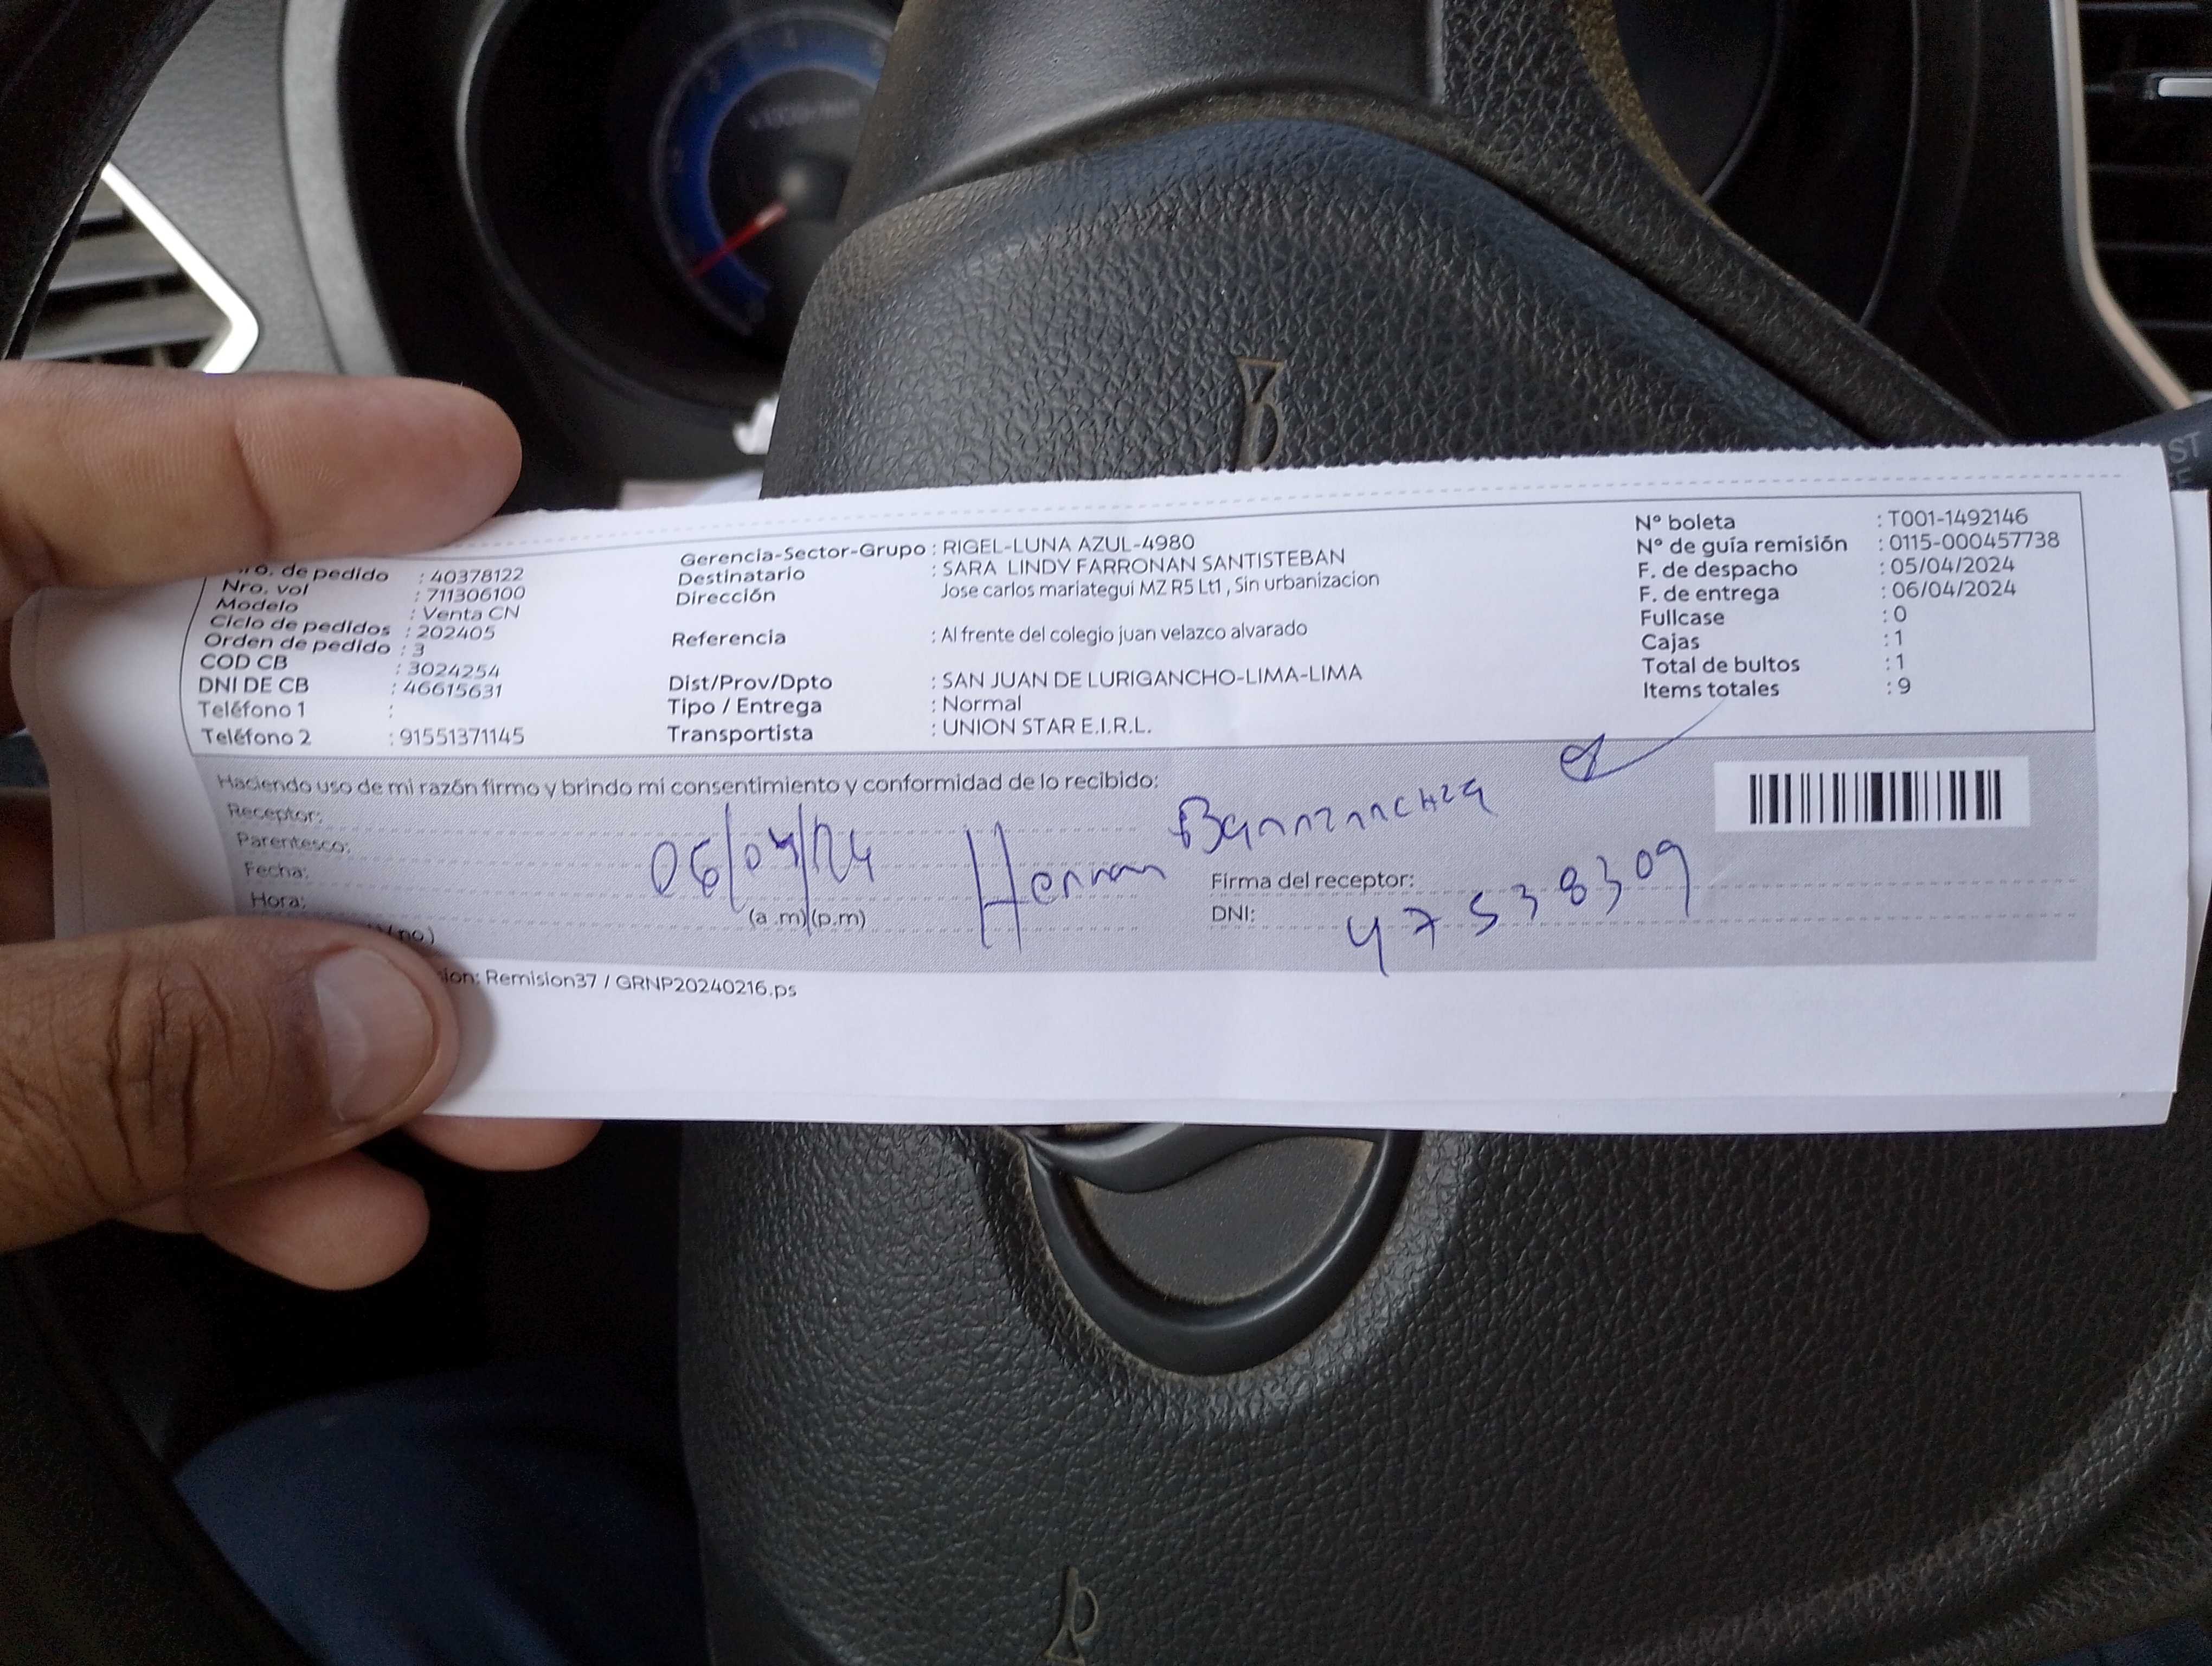 Nro. de pedido : 40378122
Nro. vol : 711306100
Modelo : Venta CN
Ciclo de pedidos : 202405
Orden de pedido : 3
COD CB : 3024254
DNI DE CB : 46615631
Teléfono 1 :
Teléfono 2 : 91551371145
Gerencia-Sector-Grupo : RIGEL-LUNA AZUL-4980
Destinatario : SARA LINDY FARRONAN SANTISTEBAN
Dirección Jose carlos mariategui MZ R5 Lt1 , Sin urbanizacion
Referencia : Al frente del colegio juan velazco alvarado
Dist/Prov/Dpto : SAN JUAN DE LURIGANCHO-LIMA-LIMA
Tipo / Entrega : Normal
Transportista : UNION STAR E.I.R.L.
N° boleta : T001-1492146
N° de guía remisión : 0115-000457738
F. de despacho : 05/04/2024
F. de entrega : 06/04/2024
Fullcase : 0
Cajas : 1
Total de bultos : 1
Items totales : 9
Haciendo uso de mi razón firmo y brindo mi consentimiento y conformidad de lo recibido:
Receptor:
Parentesco:
Fecha: 06/04/24
Hora: (a .m) (p.m)
Hernan
Firma del receptor:
DNI: 47538309
Remision37 / GRNP20240216.ps